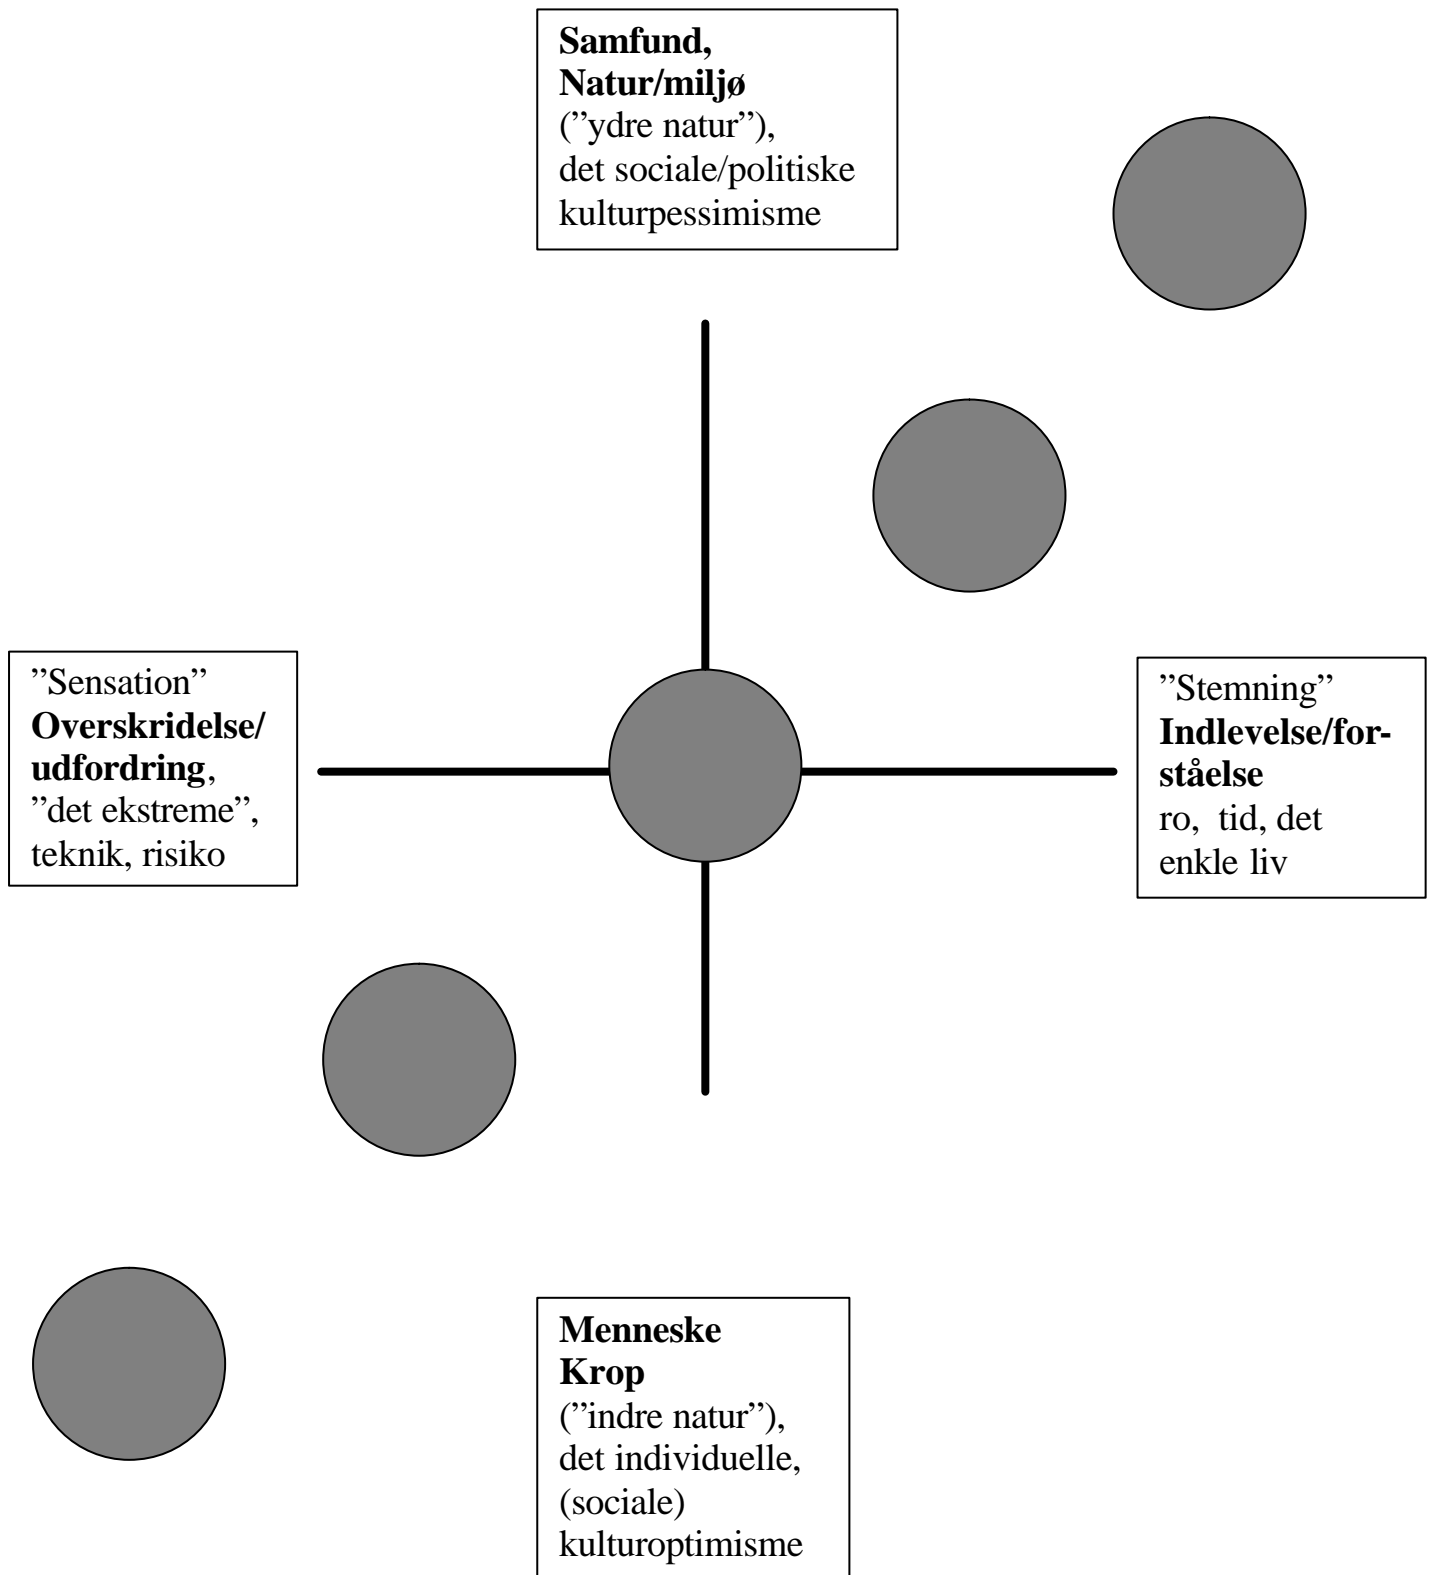 Samfund,
Natur/miljø
(”ydre natur”),
det sociale/politiske
kulturpessimisme
”Sensation”
Overskridelse/
udfordring,
”det ekstreme”,
teknik, risiko
”Stemning”
Indlevelse/for-
ståelse
ro, tid, det
enkle liv
Menneske
Krop
(”indre natur”),
det individuelle,
(sociale)
kulturoptimisme